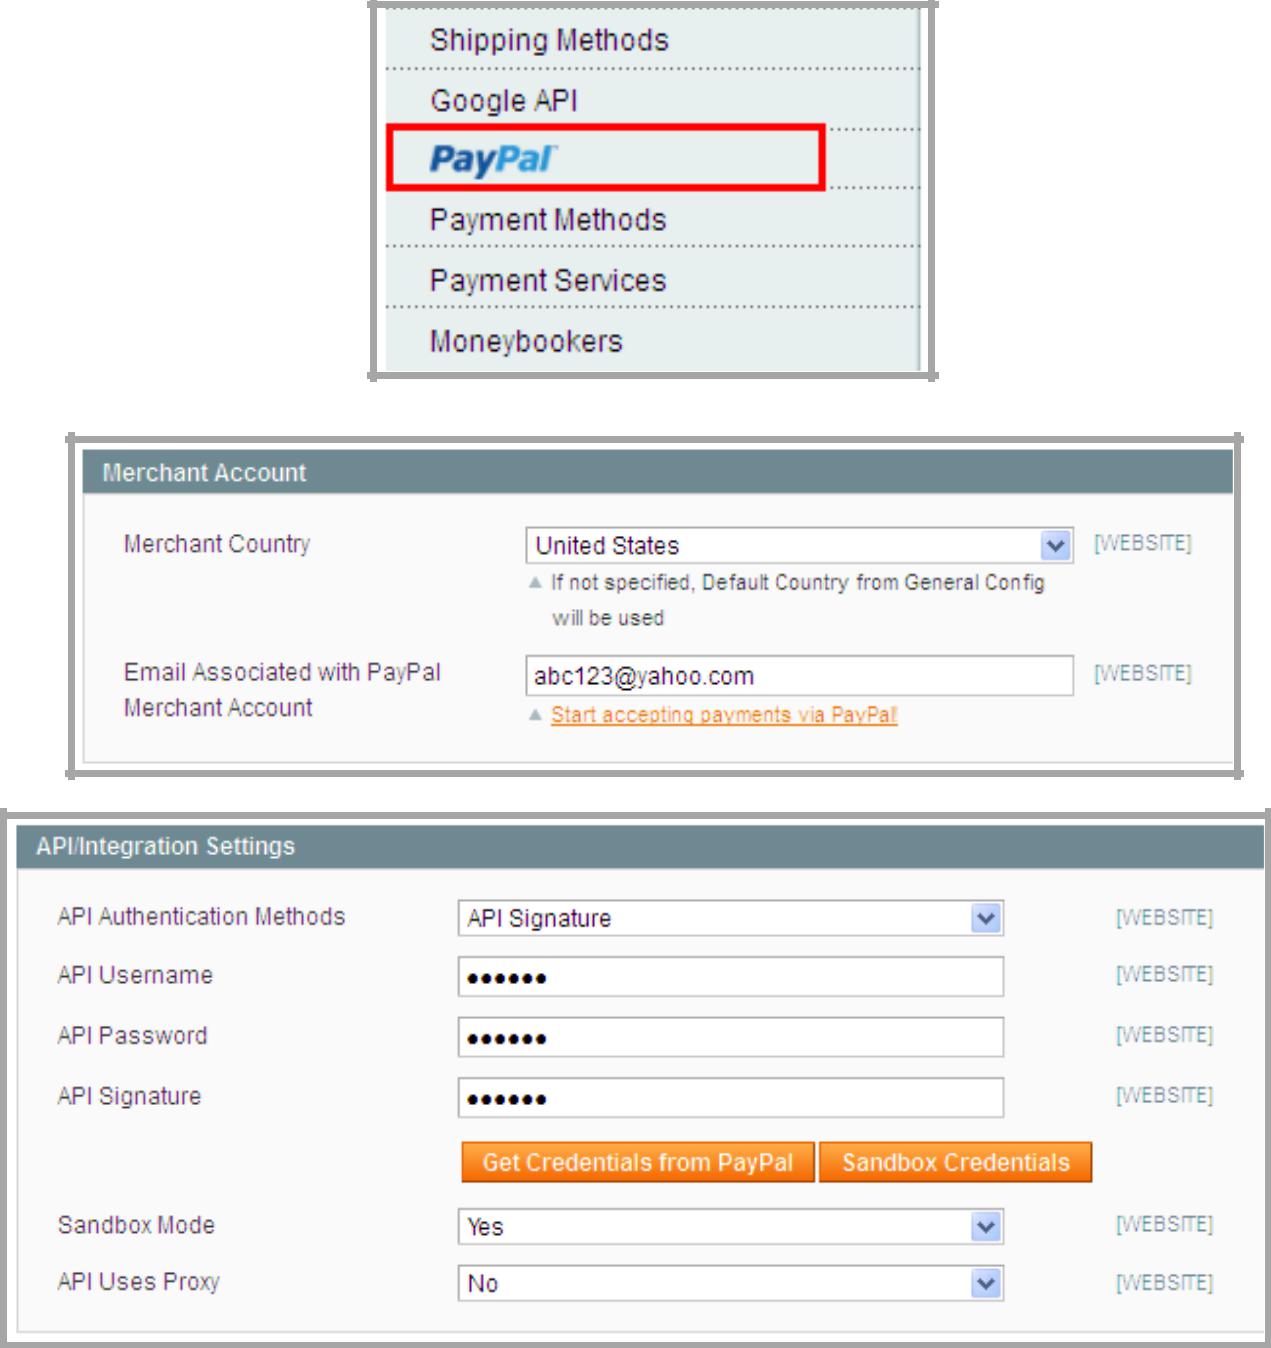 Shipping Methods
Google API
PayPal™
Payment Methods
Payment Services
Moneybookers
Merchant Account
Merchant Country
United States
[WEBSITE]
If not specified, Default Country from General Config
will be used
Email Associated with PayPal
Merchant Account
abc123@yahoo.com
[WEBSITE]
Start accepting payments via PayPal!
API/Integration Settings
API Authentication Methods
API Signature
[WEBSITE]
API Username
••••••
[WEBSITE]
API Password
••••••
[WEBSITE]
API Signature
••••••
[WEBSITE]
Get Credentials from PayPal
Sandbox Credentials
Sandbox Mode
Yes
[WEBSITE]
API Uses Proxy
No
[WEBSITE]